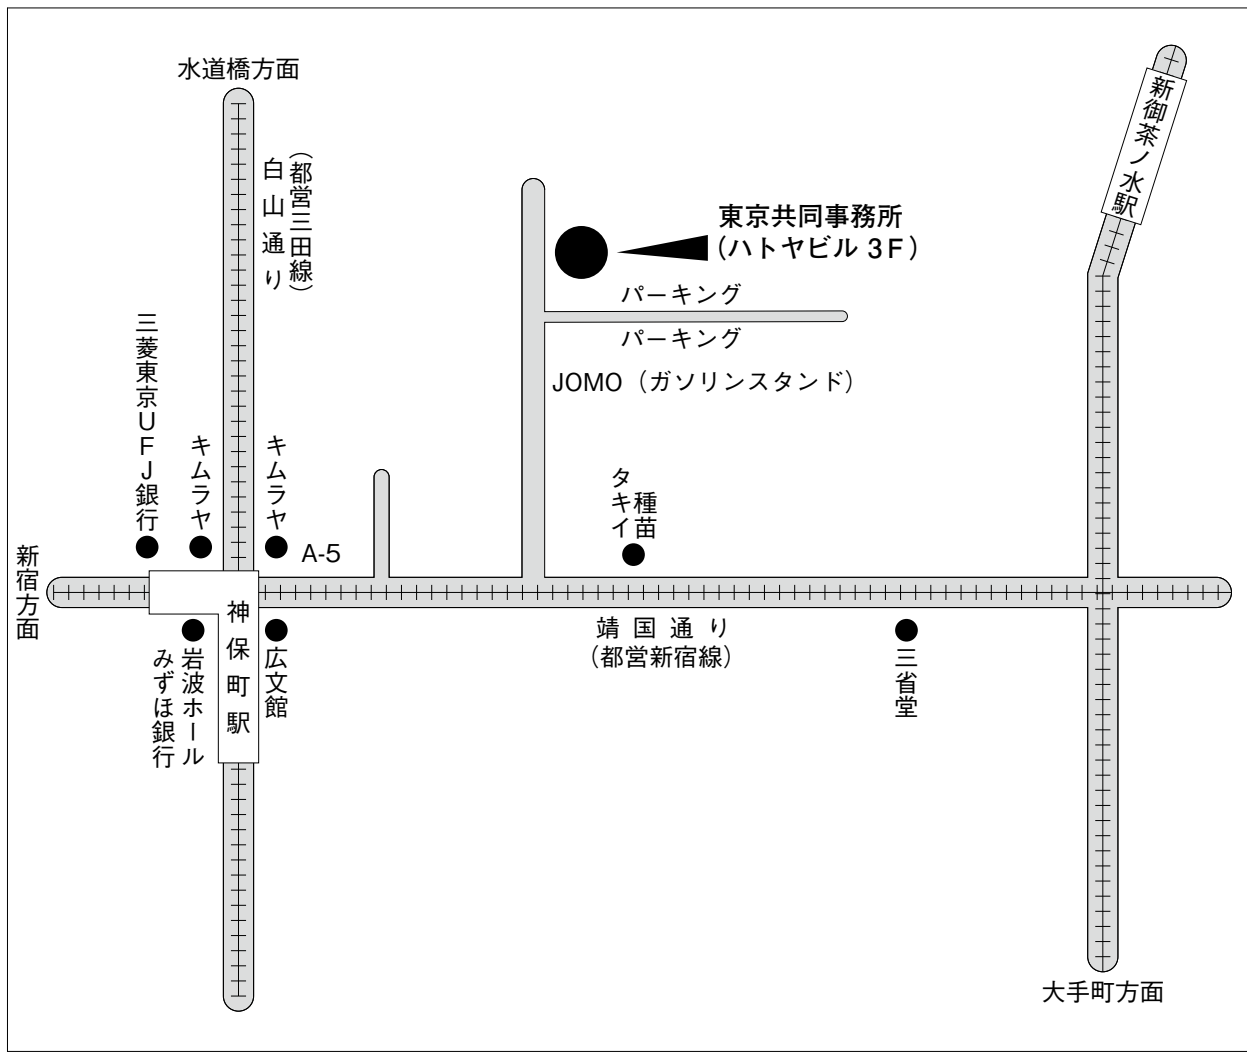 水道橋方面
白山通り
（都営三田線）
新御茶ノ水駅
東京共同事務所
（ハトヤビル 3F）
パーキング
パーキング
JOMO（ガソリンスタンド）
三菱東京UFJ銀行
キムラヤ
キムラヤ
A-5
タキイ
種苗
新宿方面
神保町駅
靖国通り
（都営新宿線）
岩波ホール
みずほ銀行
広文館
三省堂
大手町方面